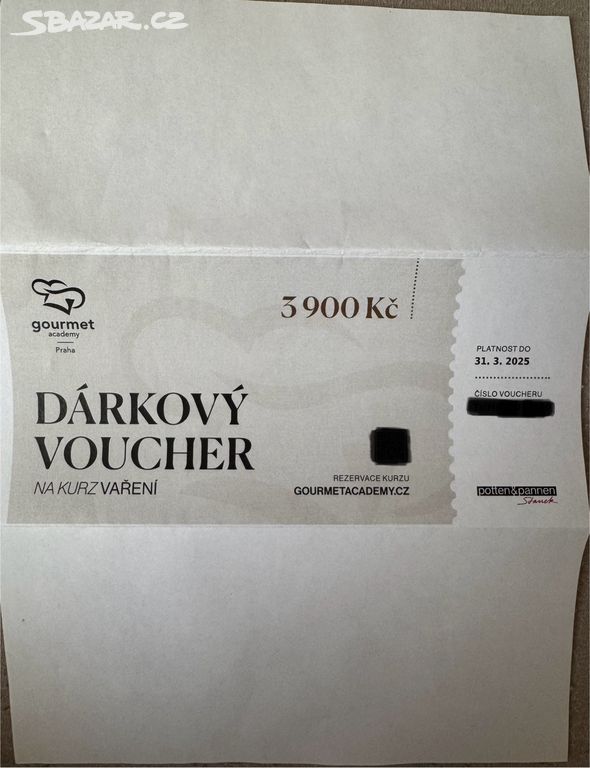 SBAZAR.CZ
gourmet
academy
Praha
3 900 Kč
DÁRKOVÝ
VOUCHER
NA KURZ VAŘENÍ
REZERVACE KURZU
GOURMETACADEMY.CZ
PLATNOST DO
31. 3. 2025
ČÍSLO VOUCHERU
potten&pannen
Staněk